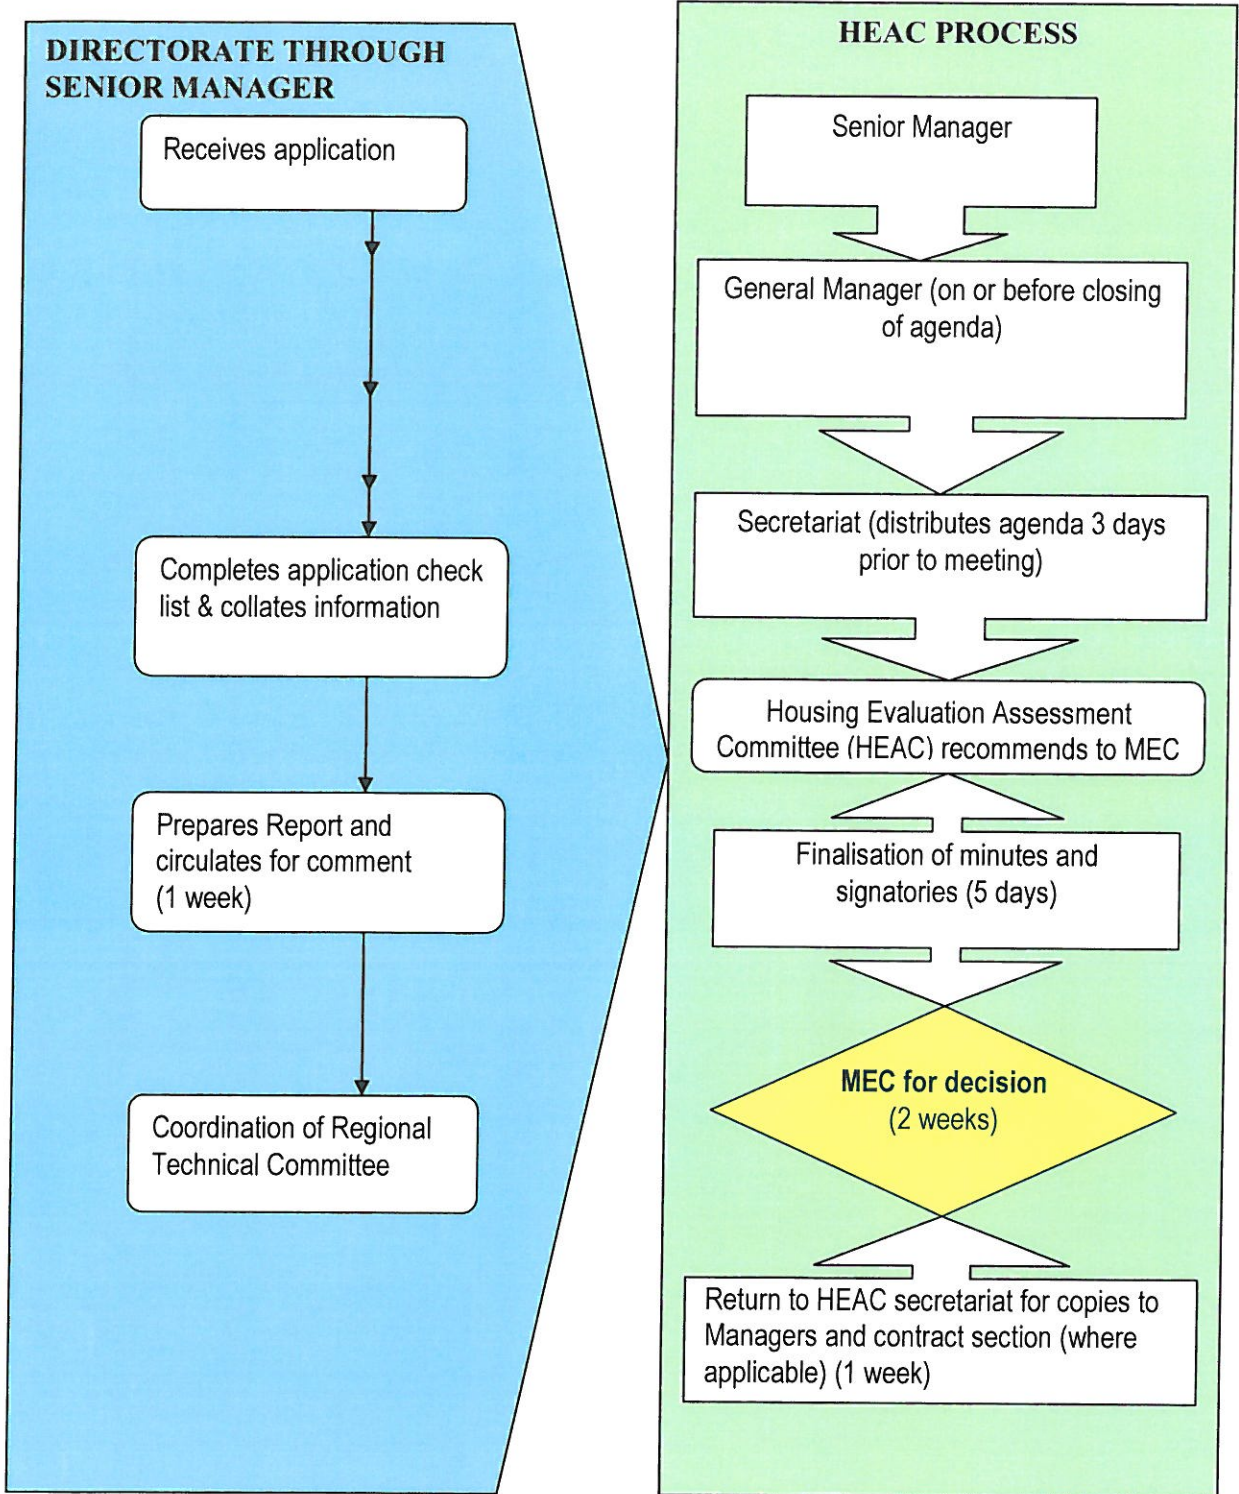 DIRECTORATE THROUGH
SENIOR MANAGER
Receives application
Completes application check
list & collates information
Prepares Report and
circulates for comment
(1 week)
Coordination of Regional
Technical Committee
HEAC PROCESS
Senior Manager
General Manager (on or before closing
of agenda)
Secretariat (distributes agenda 3 days
prior to meeting)
Housing Evaluation Assessment
Committee (HEAC) recommends to MEC
Finalisation of minutes and
signatories (5 days)
MEC for decision
(2 weeks)
Return to HEAC secretariat for copies to
Managers and contract section (where
applicable) (1 week)